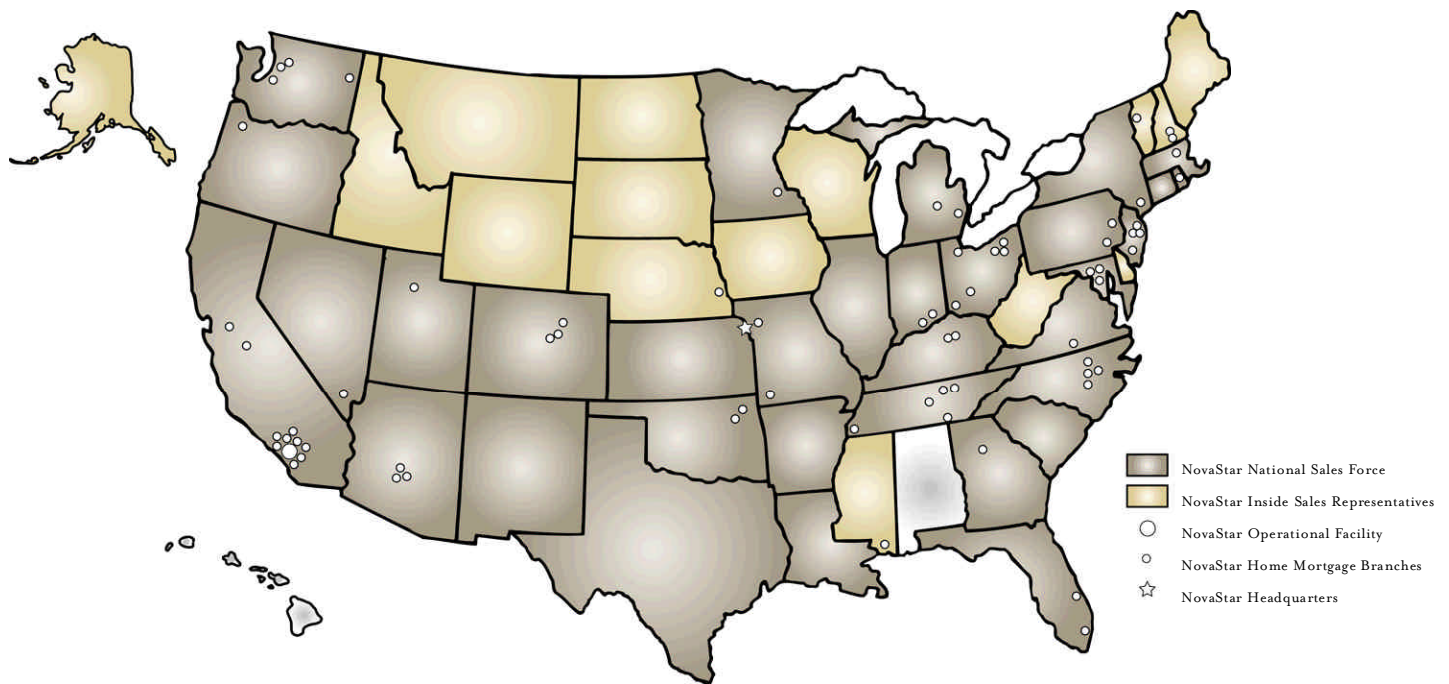 NovaStar National Sales Force
NovaStar Inside Sales Representatives
NovaStar Operational Facility
NovaStar Home Mortgage Branches
NovaStar Headquarters